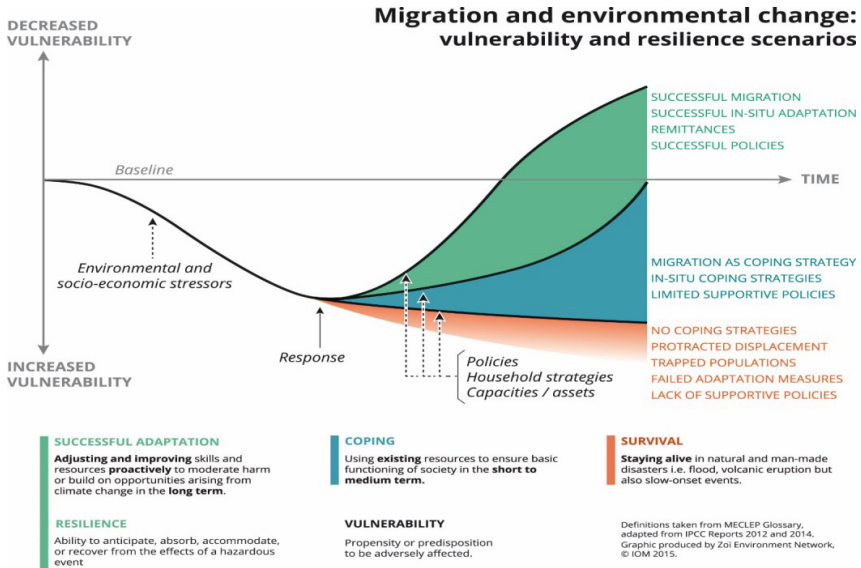 Migration and environmental change:
vulnerability and resilience scenarios
DECREASED
VULNERABILITY
SUCCESSFUL MIGRATION
SUCCESSFUL IN-SITU ADAPTATION
REMITTANCES
SUCCESSFUL POLICIES
Baseline
TIME
Environmental and
socio-economic stressors
MIGRATION AS COPING STRATEGY
IN-SITU COPING STRATEGIES
LIMITED SUPPORTIVE POLICIES
Response
Policies
Household strategies
Capacities / assets
NO COPING STRATEGIES
PROTRACTED DISPLACEMENT
TRAPPED POPULATIONS
FAILED ADAPTATION MEASURES
LACK OF SUPPORTIVE POLICIES
INCREASED
VULNERABILITY
SUCCESSFUL ADAPTATION
Adjusting and improving skills and
resources proactively to moderate harm
or build on opportunities arising from
climate change in the long term.
COPING
Using existing resources to ensure basic
functioning of society in the short to
medium term.
SURVIVAL
Staying alive in natural and man-made
disasters i.e. flood, volcanic eruption but
also slow-onset events.
RESILIENCE
Ability to anticipate, absorb, accommodate,
or recover from the effects of a hazardous
event
VULNERABILITY
Propensity or predisposition
to be adversely affected.
Definitions taken from MECLEP Glossary,
adapted from IPCC Reports 2012 and 2014.
Graphic produced by Zoï Environment Network,
© IOM 2015.